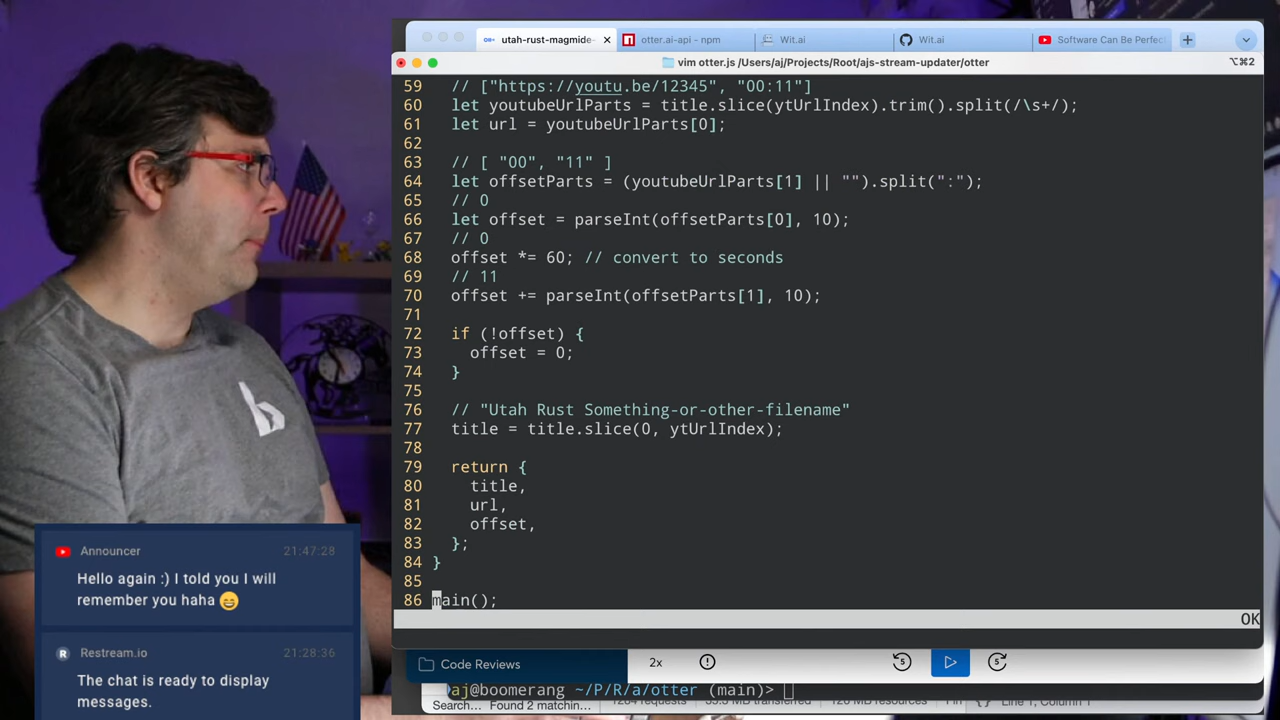 utah-rust-magmide-
otter.ai-api - npm
Wit.ai
Wit.ai
Software Can Be Perfec
vim otter.js /Users/aj/Projects/Root/ajs-stream-updater/otter
⌥⌘2
59 // ["https://youtu.be/12345", "00:11"]
60 let youtubeUrlParts = title.slice(ytUrlIndex).trim().split(/\s+/);
61 let url = youtubeUrlParts[0];
62
63 // [ "00", "11" ]
64 let offsetParts = (youtubeUrlParts[1] || "").split(":");
65 // 0
66 let offset = parseInt(offsetParts[0], 10);
67 // 0
68 offset *= 60; // convert to seconds
69 // 11
70 offset += parseInt(offsetParts[1], 10);
71
72 if (!offset) {
73 offset = 0;
74 }
75
76 // "Utah Rust Something-or-other-filename"
77 title = title.slice(0, ytUrlIndex);
78
79 return {
80 title,
81 url,
82 offset,
83 };
84 }
85
86 main();
OK
Code Reviews
2x
5
5
aj@boomerang ~/P/R/a/otter (main)>
Search... Found 2 matchin...
Line 1, Column 1
Announcer 21:47:28
Hello again :) I told you I will
remember you haha 😄
R Restream.io 21:28:36
The chat is ready to display
messages.